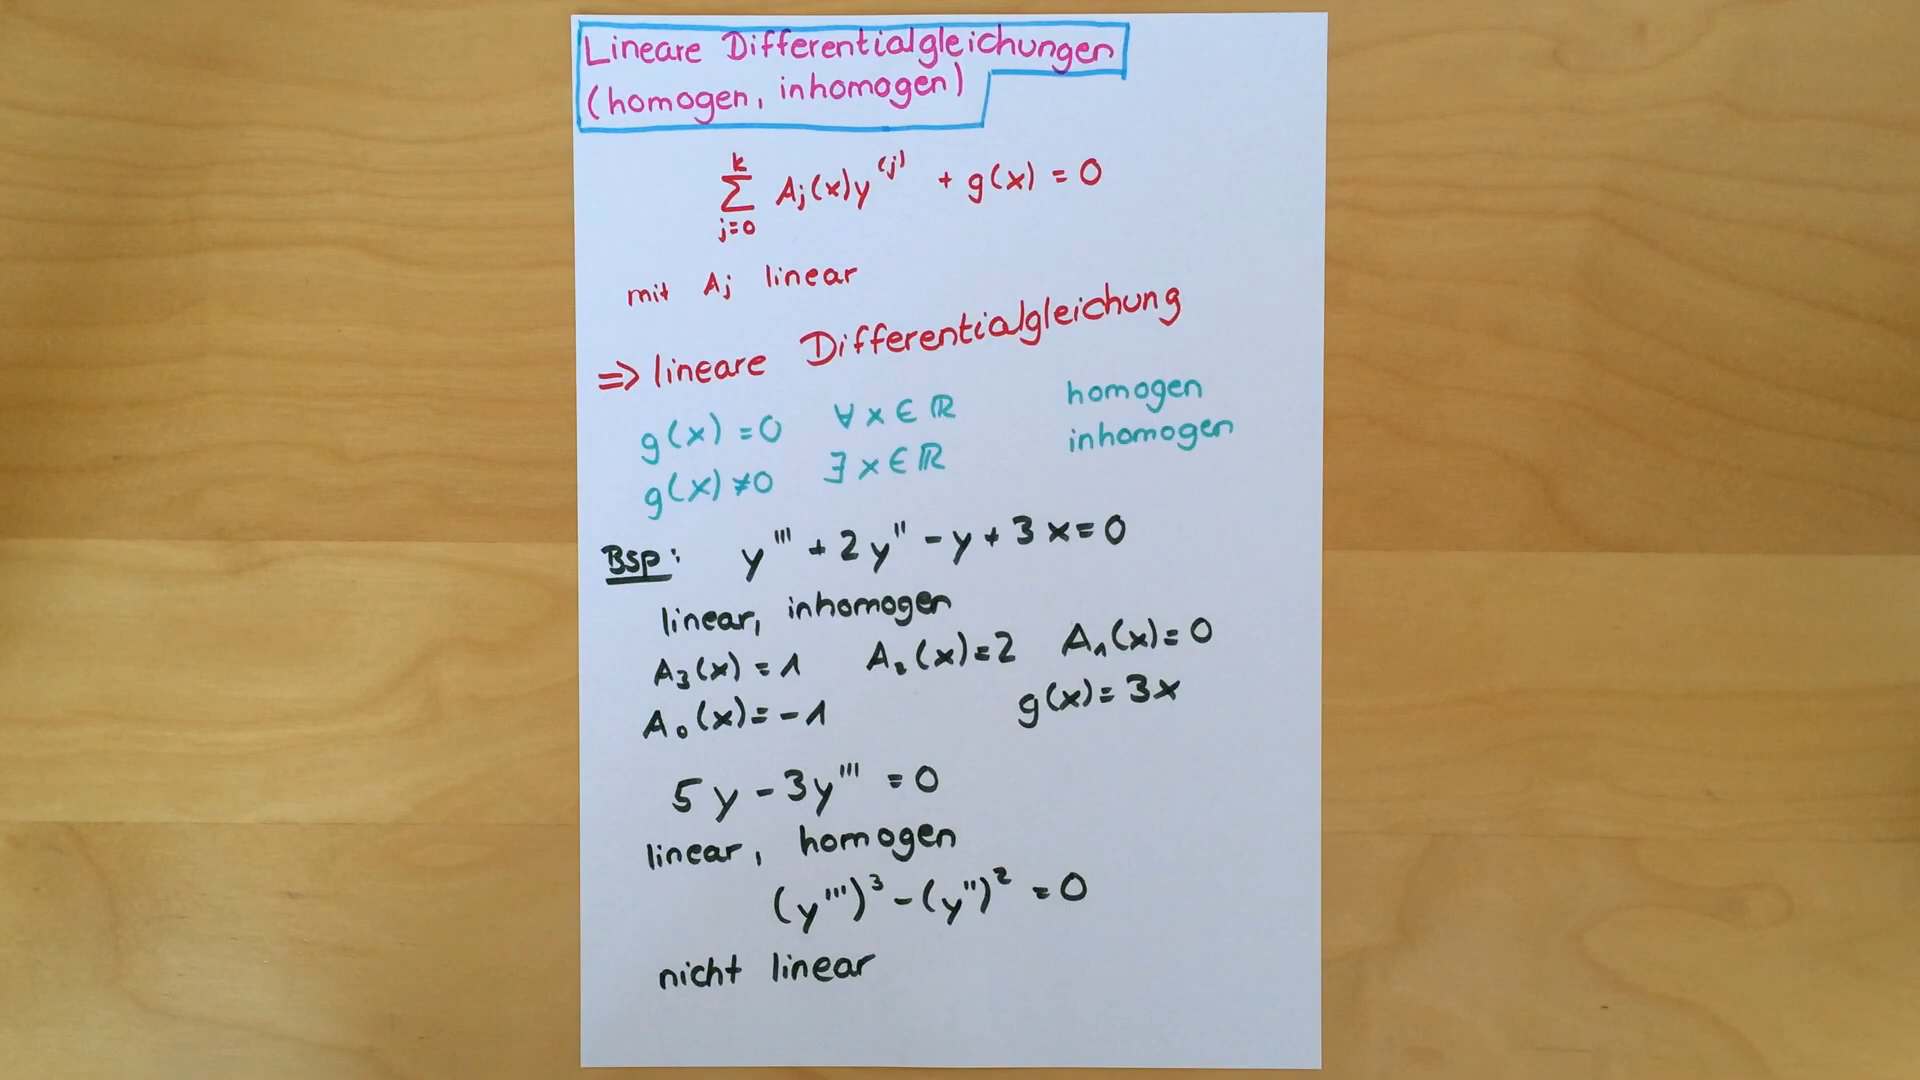 Lineare Differentialgleichungen
(homogen, inhomogen)
k
∑ Aj(x)y^(j) + g(x) = 0
j=0
mit Aj linear
⇒ lineare Differentialgleichung
g(x) = 0 ∀ x ∈ ℝ homogen
g(x) ≠ 0 ∃ x ∈ ℝ inhomogen
Bsp: y''' + 2y'' - y + 3x = 0
linear, inhomogen
A₃(x) = 1 A₂(x) = 2 A₁(x) = 0
A₀(x) = -1 g(x) = 3x
5y - 3y''' = 0
linear, homogen
(y''')³ - (y'')² = 0
nicht linear